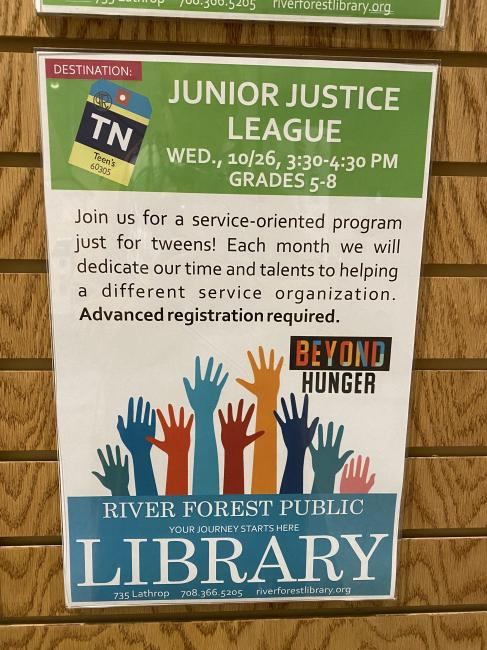 735 Lathrop 708.366.5205 riverforestlibrary.org
DESTINATION:
TN
Teen's
60305
JUNIOR JUSTICE
LEAGUE
WED., 10/26, 3:30-4:30 PM
GRADES 5-8
Join us for a service-oriented program
just for tweens! Each month we will
dedicate our time and talents to helping
a different service organization.
Advanced registration required.
BEYOND
HUNGER
RIVER FOREST PUBLIC
YOUR JOURNEY STARTS HERE
LIBRARY
735 Lathrop 708.366.5205 riverforestlibrary.org